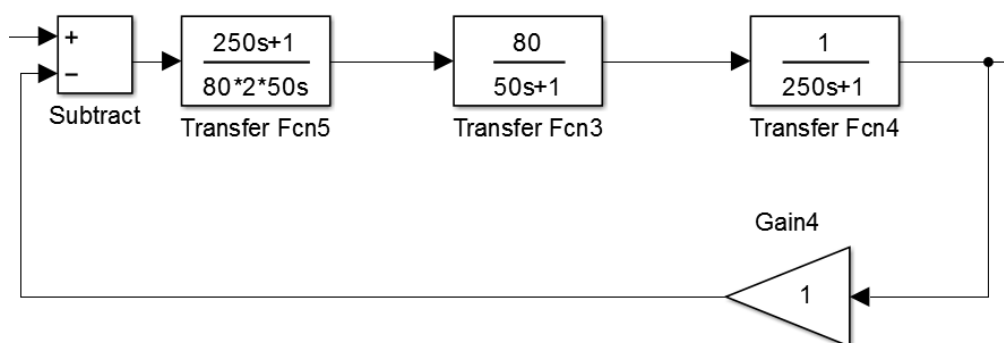 +
−
Subtract
250s+1
80*2*50s
Transfer Fcn5
80
50s+1
Transfer Fcn3
1
250s+1
Transfer Fcn4
Gain4
1